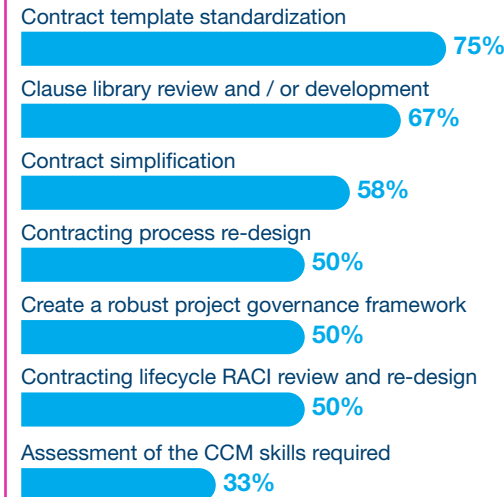 Contract template standardization
75%
Clause library review and / or development
67%
Contract simplification
58%
Contracting process re-design
50%
Create a robust project governance framework
50%
Contracting lifecycle RACI review and re-design
50%
Assessment of the CCM skills required
33%